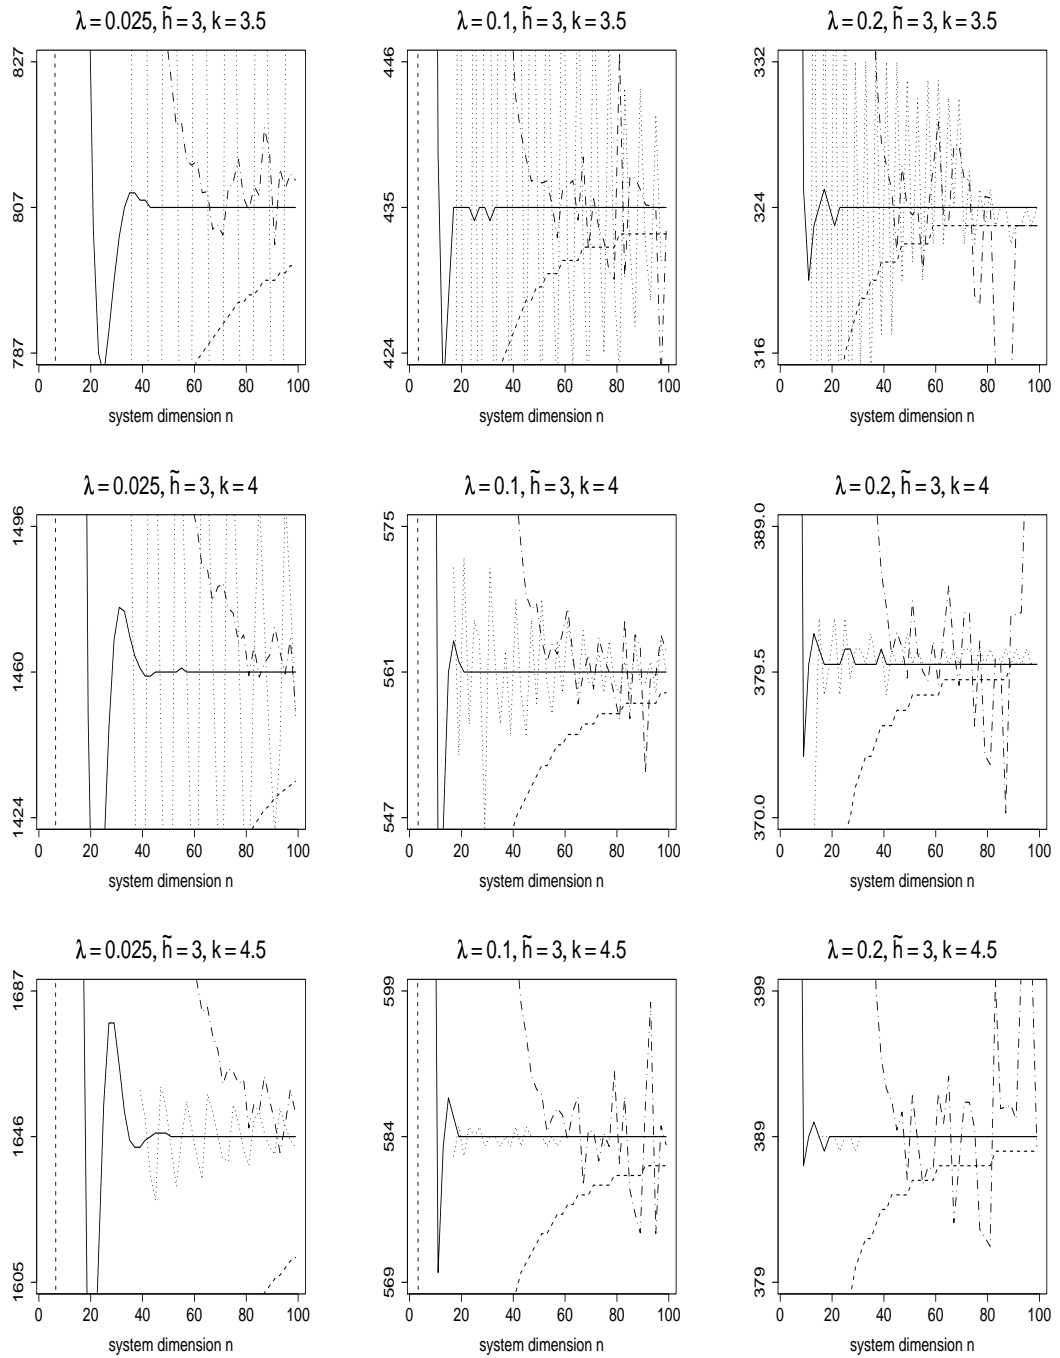 λ = 0.025, h̃ = 3, k = 3.5
827
807
787
0 20 40 60 80 100
system dimension n
λ = 0.1, h̃ = 3, k = 3.5
446
435
424
0 20 40 60 80 100
system dimension n
λ = 0.2, h̃ = 3, k = 3.5
332
324
316
0 20 40 60 80 100
system dimension n
λ = 0.025, h̃ = 3, k = 4
1496
1460
1424
0 20 40 60 80 100
system dimension n
λ = 0.1, h̃ = 3, k = 4
575
561
547
0 20 40 60 80 100
system dimension n
λ = 0.2, h̃ = 3, k = 4
389.0
379.5
370.0
0 20 40 60 80 100
system dimension n
λ = 0.025, h̃ = 3, k = 4.5
1687
1646
1605
0 20 40 60 80 100
system dimension n
λ = 0.1, h̃ = 3, k = 4.5
599
584
569
0 20 40 60 80 100
system dimension n
λ = 0.2, h̃ = 3, k = 4.5
399
389
379
0 20 40 60 80 100
system dimension n